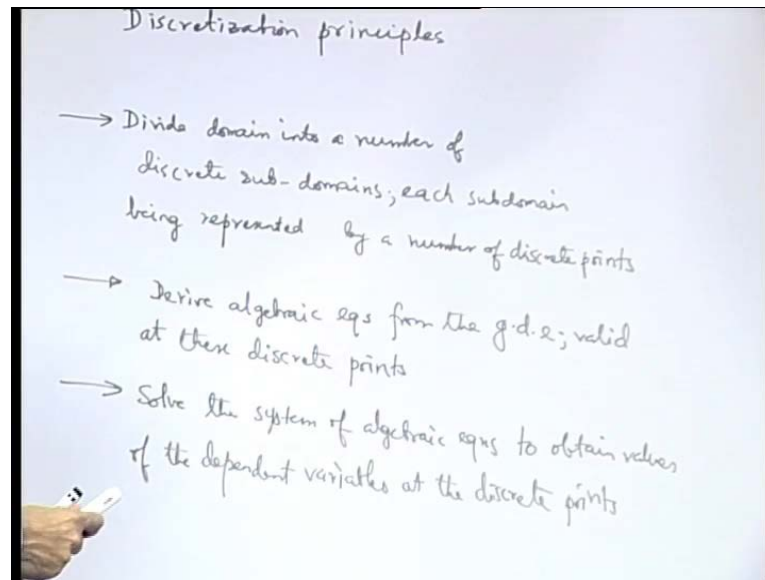 Discretization principles
→ Divide domain into a number of
discrete sub-domains; each subdomain
being represented by a number of discrete points
→ Derive algebraic eqs from the g.d.e; valid
at these discrete points
→ Solve the system of algebraic eqns to obtain values
of the dependent variables at the discrete points